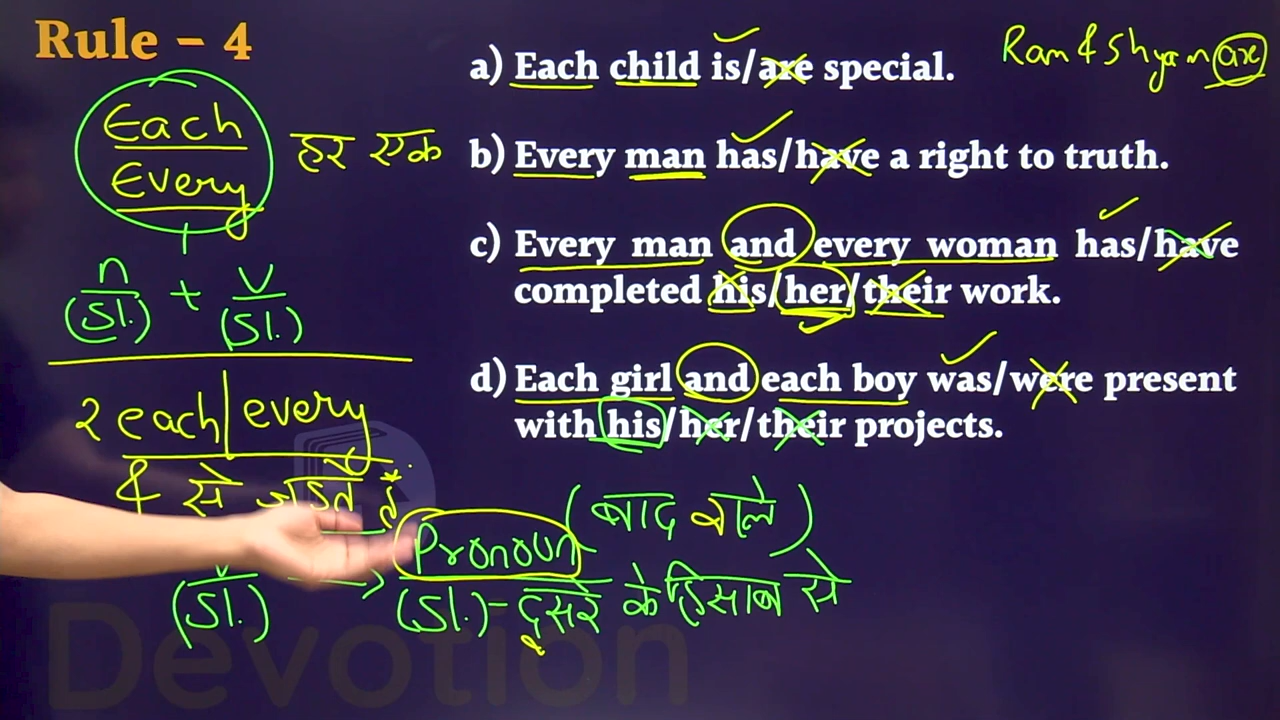 Rule - 4
Each
Every
हर एक
n + v
(Sl.) (Sl.)
2 each/every
& से जुड़ते हैं
v → Pronoun (बाद वाले)
(Sl.) (Sl.) - दूसरे के हिसाब से
Ram & Shyam are
a) Each child is/are special.
b) Every man has/have a right to truth.
c) Every man and every woman has/have
completed his/her/their work.
d) Each girl and each boy was/were present
with his/her/their projects.
Devotion